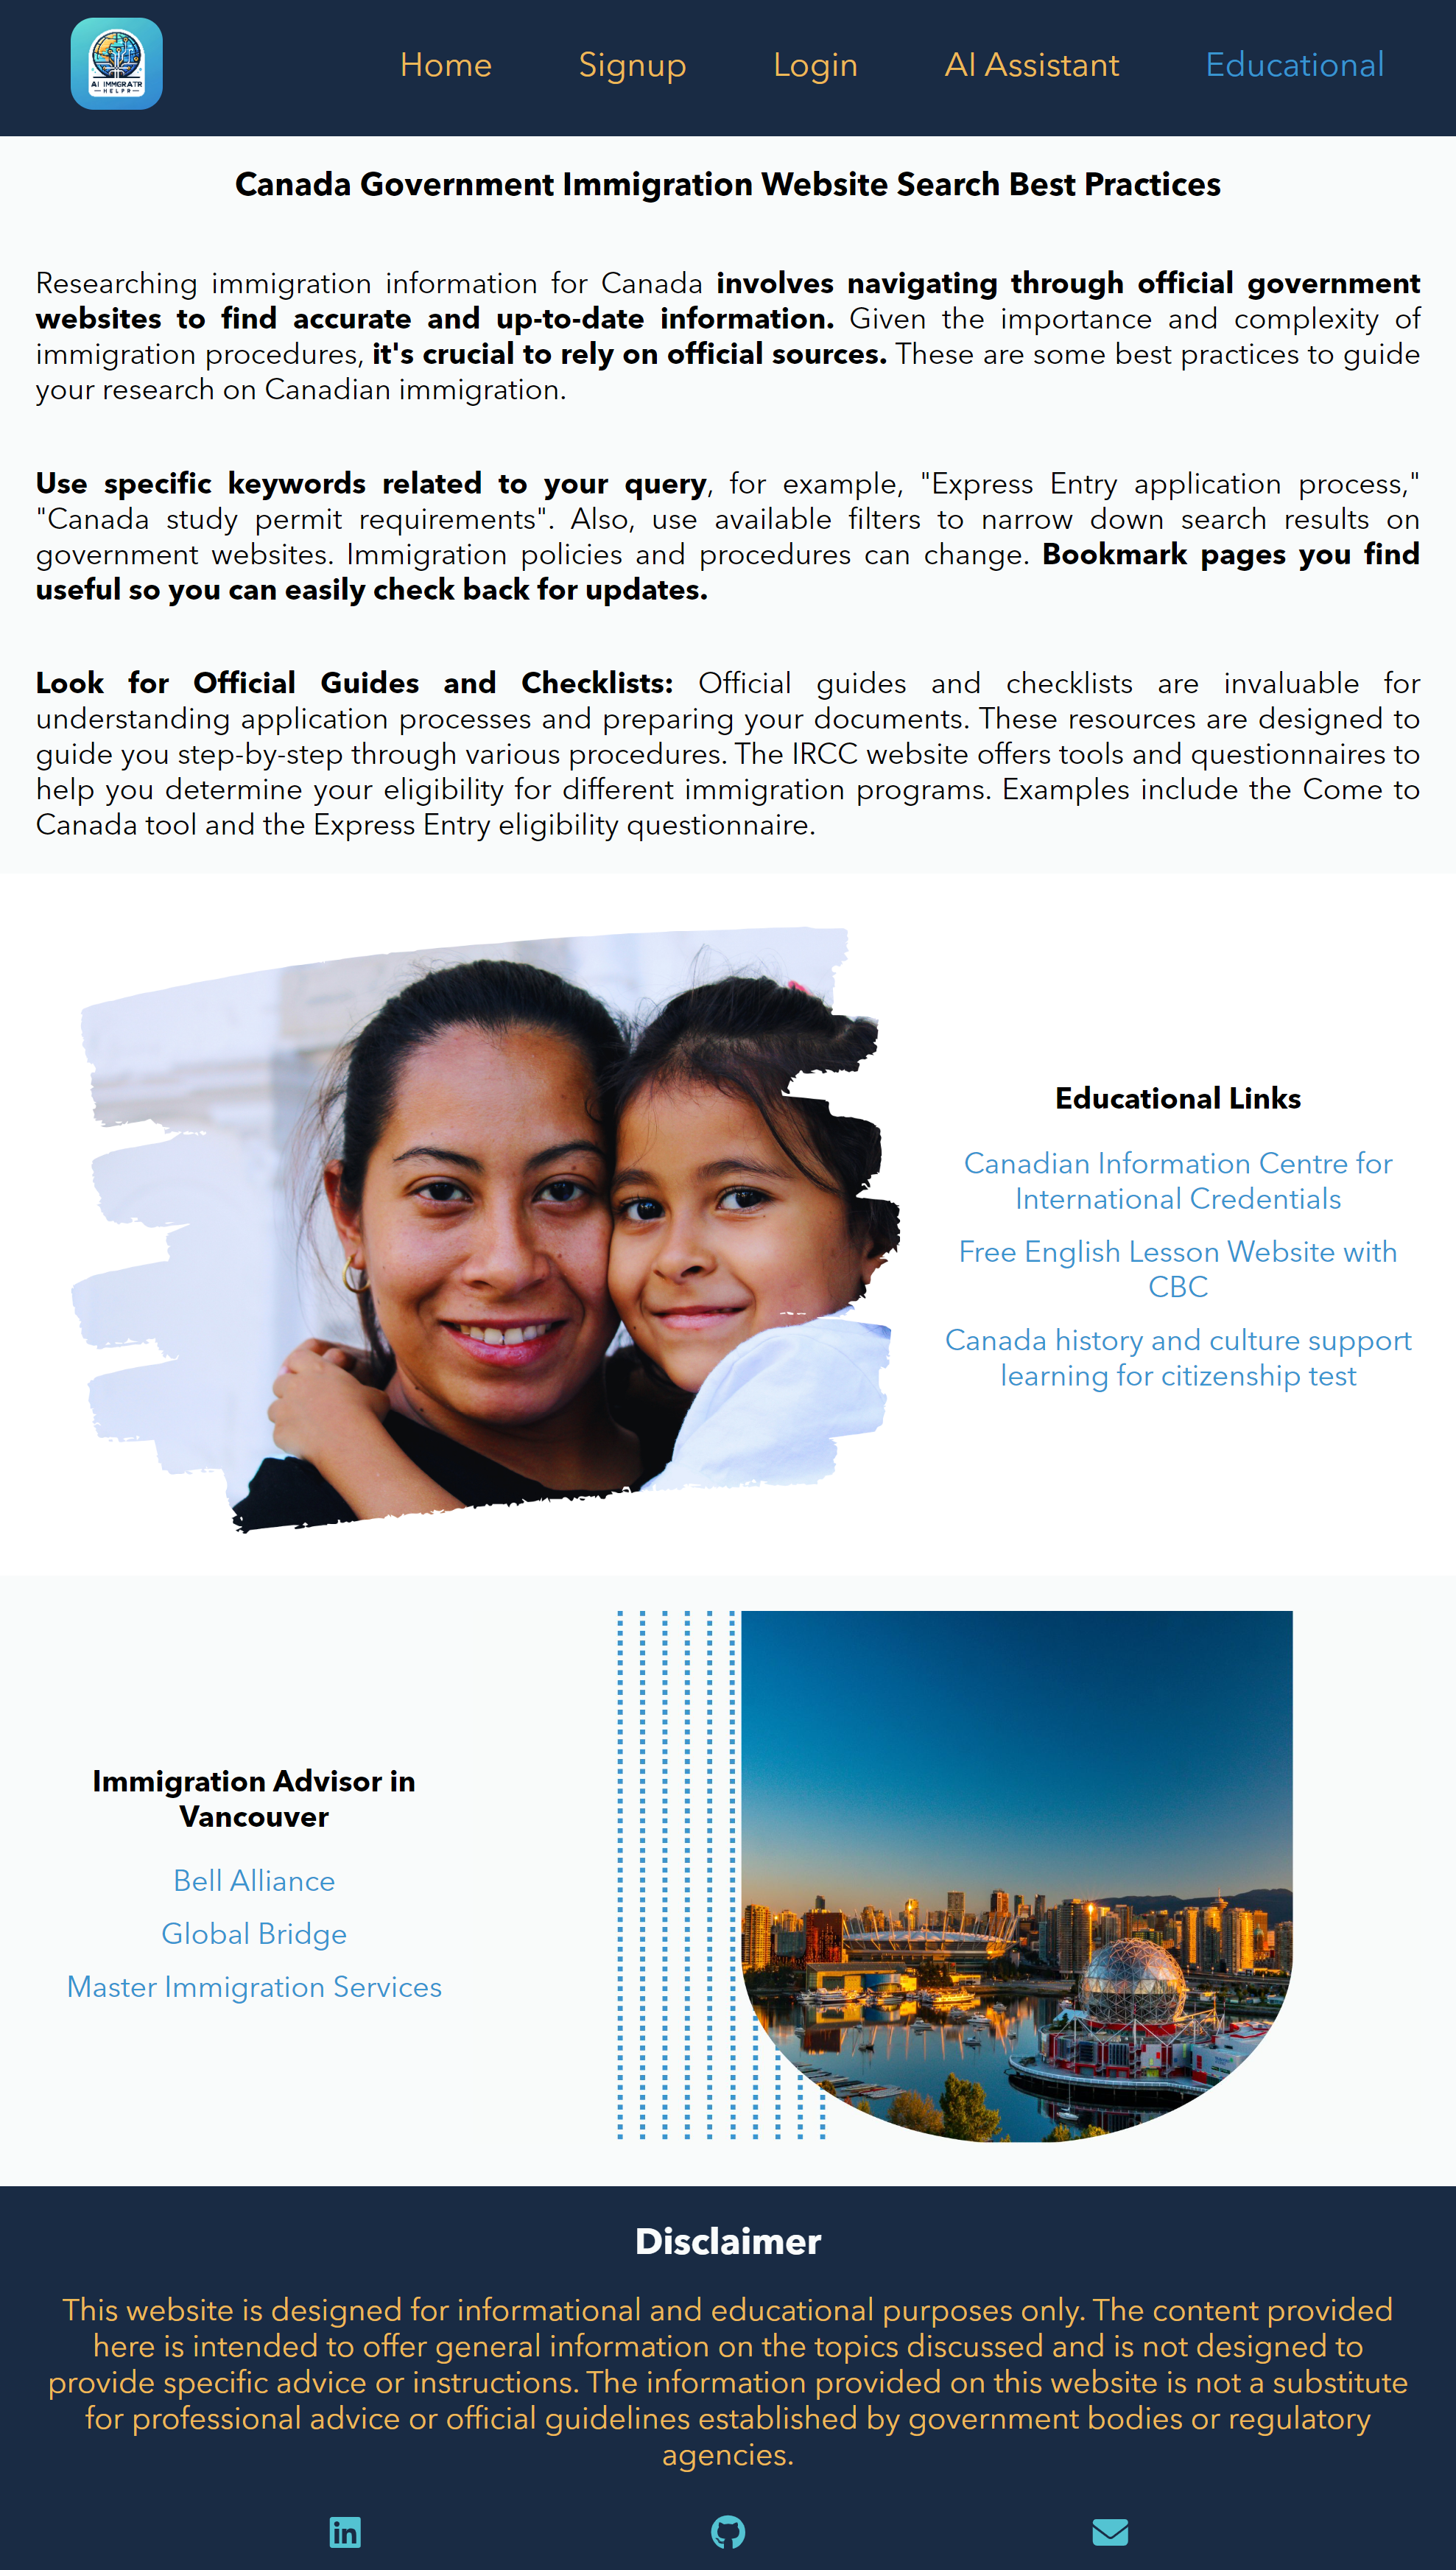 AI IMMGRATR
HELPR
Home Signup Login AI Assistant Educational
Canada Government Immigration Website Search Best Practices
Researching immigration information for Canada involves navigating through official government
websites to find accurate and up-to-date information. Given the importance and complexity of
immigration procedures, it's crucial to rely on official sources. These are some best practices to guide
your research on Canadian immigration.
Use specific keywords related to your query, for example, "Express Entry application process,"
"Canada study permit requirements". Also, use available filters to narrow down search results on
government websites. Immigration policies and procedures can change. Bookmark pages you find
useful so you can easily check back for updates.
Look for Official Guides and Checklists: Official guides and checklists are invaluable for
understanding application processes and preparing your documents. These resources are designed to
guide you step-by-step through various procedures. The IRCC website offers tools and questionnaires to
help you determine your eligibility for different immigration programs. Examples include the Come to
Canada tool and the Express Entry eligibility questionnaire.
Educational Links
Canadian Information Centre for
International Credentials
Free English Lesson Website with
CBC
Canada history and culture support
learning for citizenship test
Immigration Advisor in
Vancouver
Bell Alliance
Global Bridge
Master Immigration Services
Disclaimer
This website is designed for informational and educational purposes only. The content provided
here is intended to offer general information on the topics discussed and is not designed to
provide specific advice or instructions. The information provided on this website is not a substitute
for professional advice or official guidelines established by government bodies or regulatory
agencies.
in